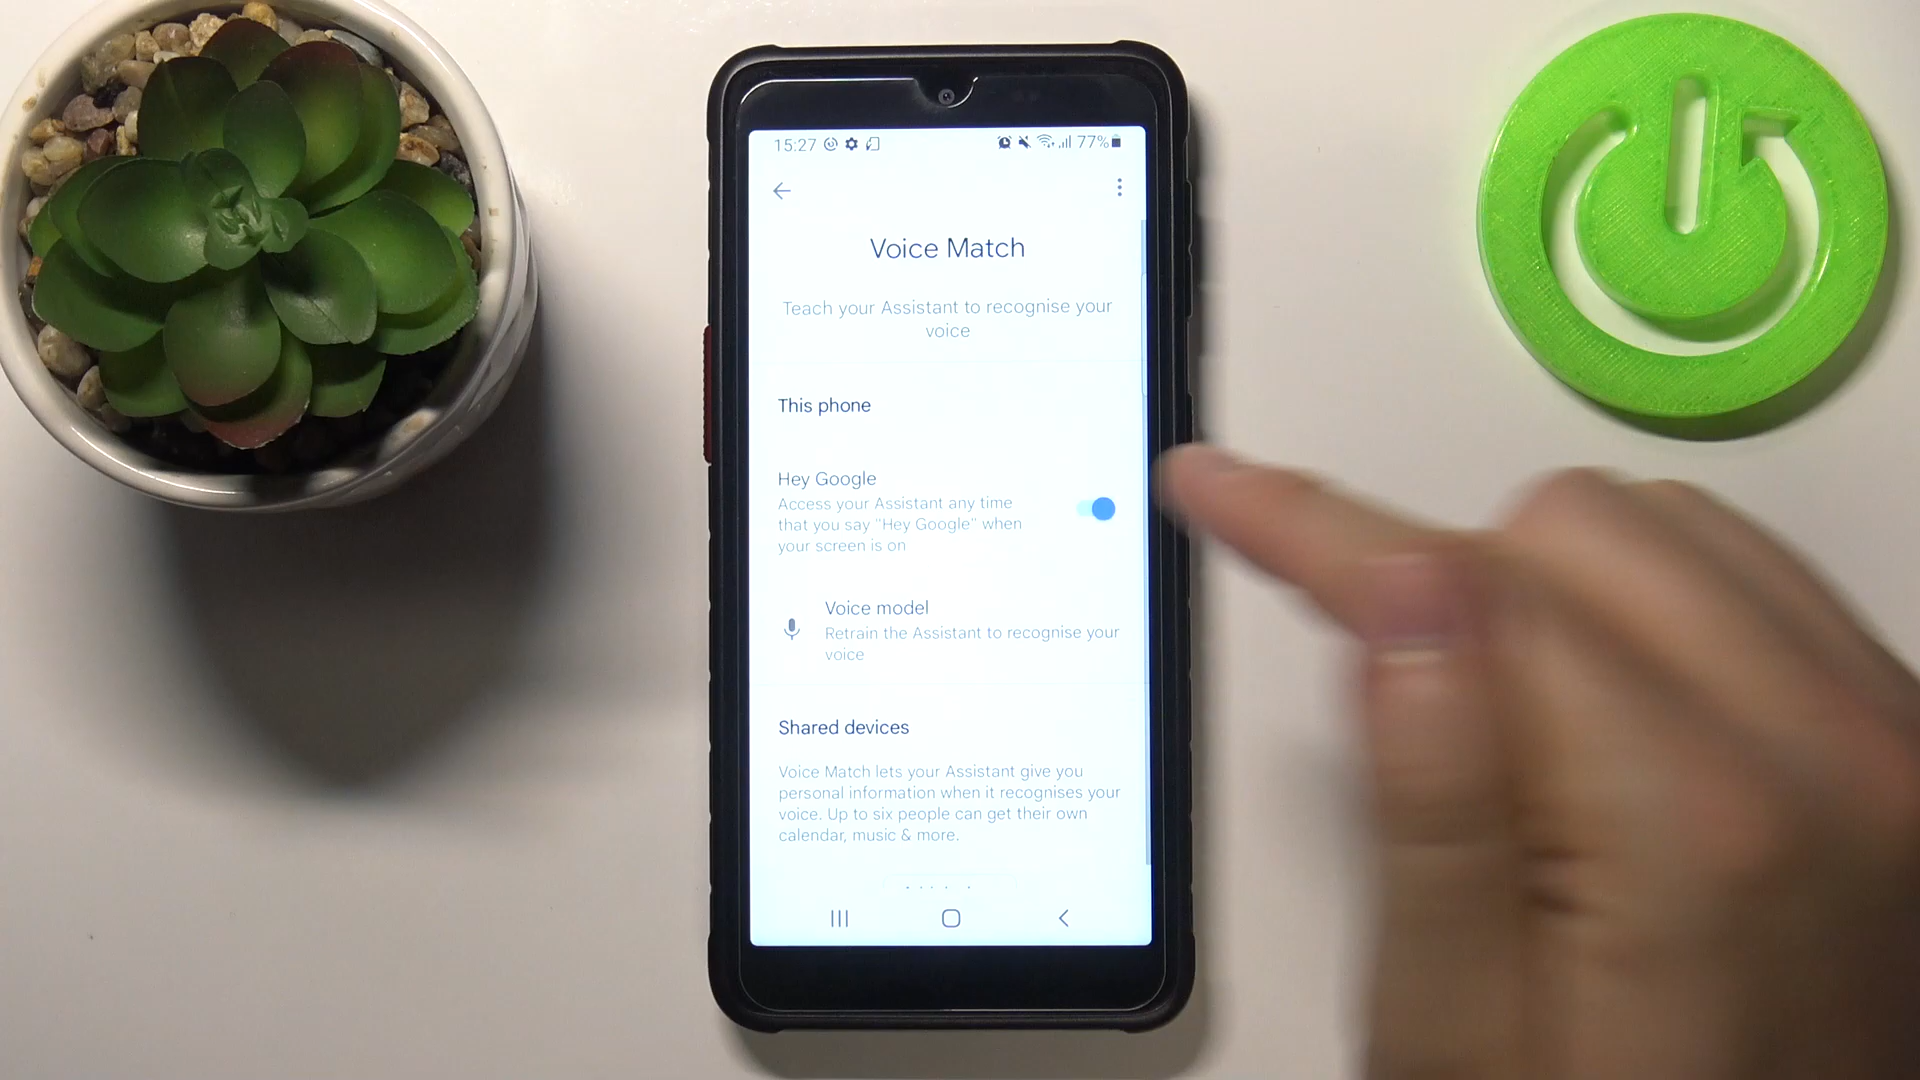 15:27 77%
Voice Match
Teach your Assistant to recognise your
voice
This phone
Hey Google
Access your Assistant any time
that you say "Hey Google" when
your screen is on
Voice model
Retrain the Assistant to recognise your
voice
Shared devices
Voice Match lets your Assistant give you
personal information when it recognises your
voice. Up to six people can get their own
calendar, music & more.